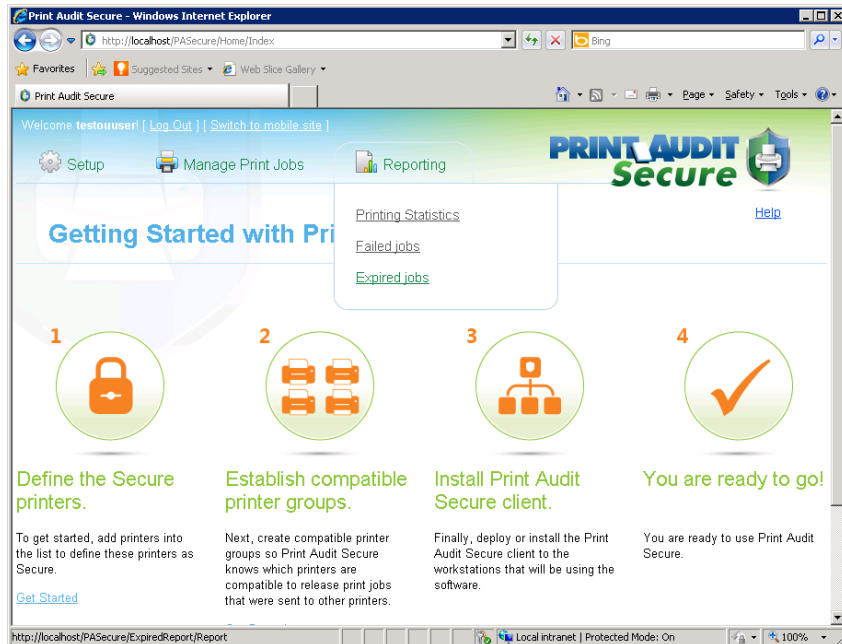 Print Audit Secure - Windows Internet Explorer
http://localhost/PASecure/Home/Index
Bing
Favorites
Suggested Sites
Web Slice Gallery
Print Audit Secure
Page
Safety
Tools
Welcome testouuser! [ Log Out ] [ Switch to mobile site ]
Setup
Manage Print Jobs
Reporting
PRINT AUDIT
Secure
Printing Statistics
Failed jobs
Expired jobs
Help
Getting Started with Pri
1
2
3
4
Define the Secure
printers.
To get started, add printers into
the list to define these printers as
Secure.
Get Started
Establish compatible
printer groups.
Next, create compatible printer
groups so Print Audit Secure
knows which printers are
compatible to release print jobs
that were sent to other printers.
Install Print Audit
Secure client.
Finally, deploy or install the Print
Audit Secure client to the
workstations that will be using the
software.
You are ready to go!
You are ready to use Print Audit
Secure.
http://localhost/PASecure/ExpiredReport/Report
Local intranet | Protected Mode: On
100%